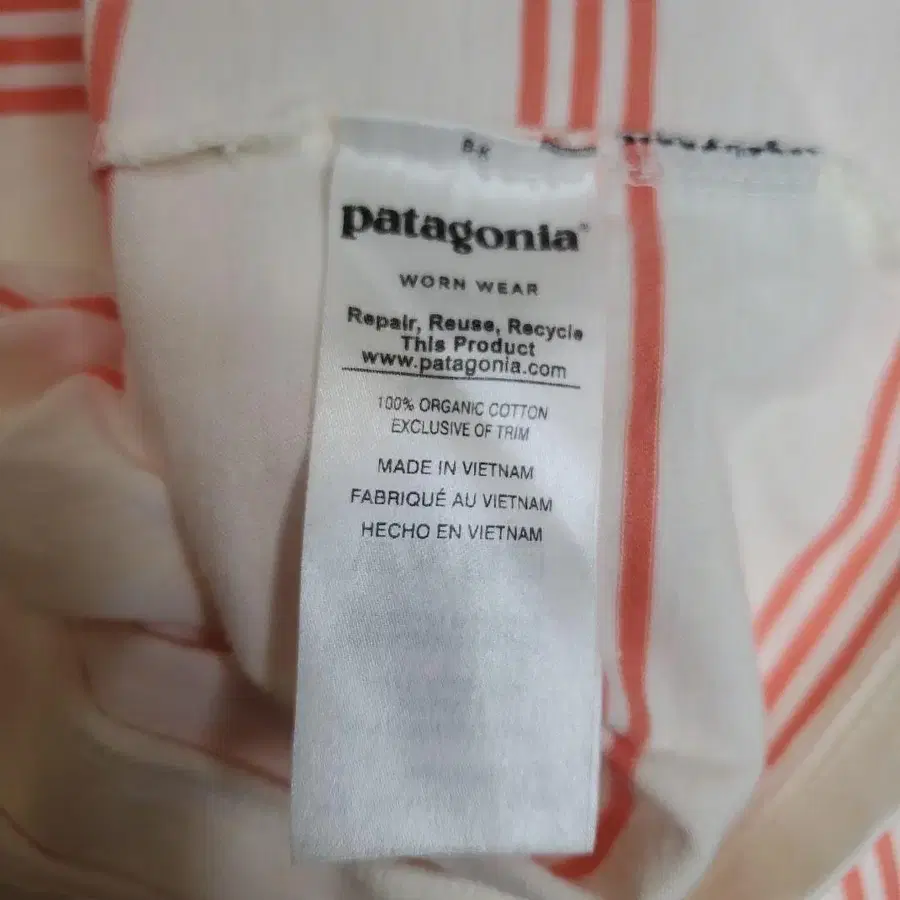 patagonia®
WORN WEAR
Repair, Reuse, Recycle
This Product
www.patagonia.com
100% ORGANIC COTTON
EXCLUSIVE OF TRIM
MADE IN VIETNAM
FABRIQUÉ AU VIETNAM
HECHO EN VIETNAM